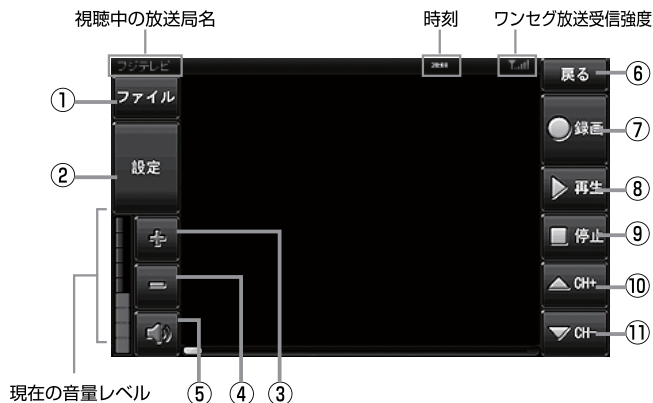 視聴中の放送局名
時刻
ワンセグ放送受信強度
フジテレビ
戻る
⑥
①
ファイル
録画
⑦
②
設定
再生
⑧
停止
⑨
CH+
⑩
CH-
⑪
現在の音量レベル
⑤
④
③